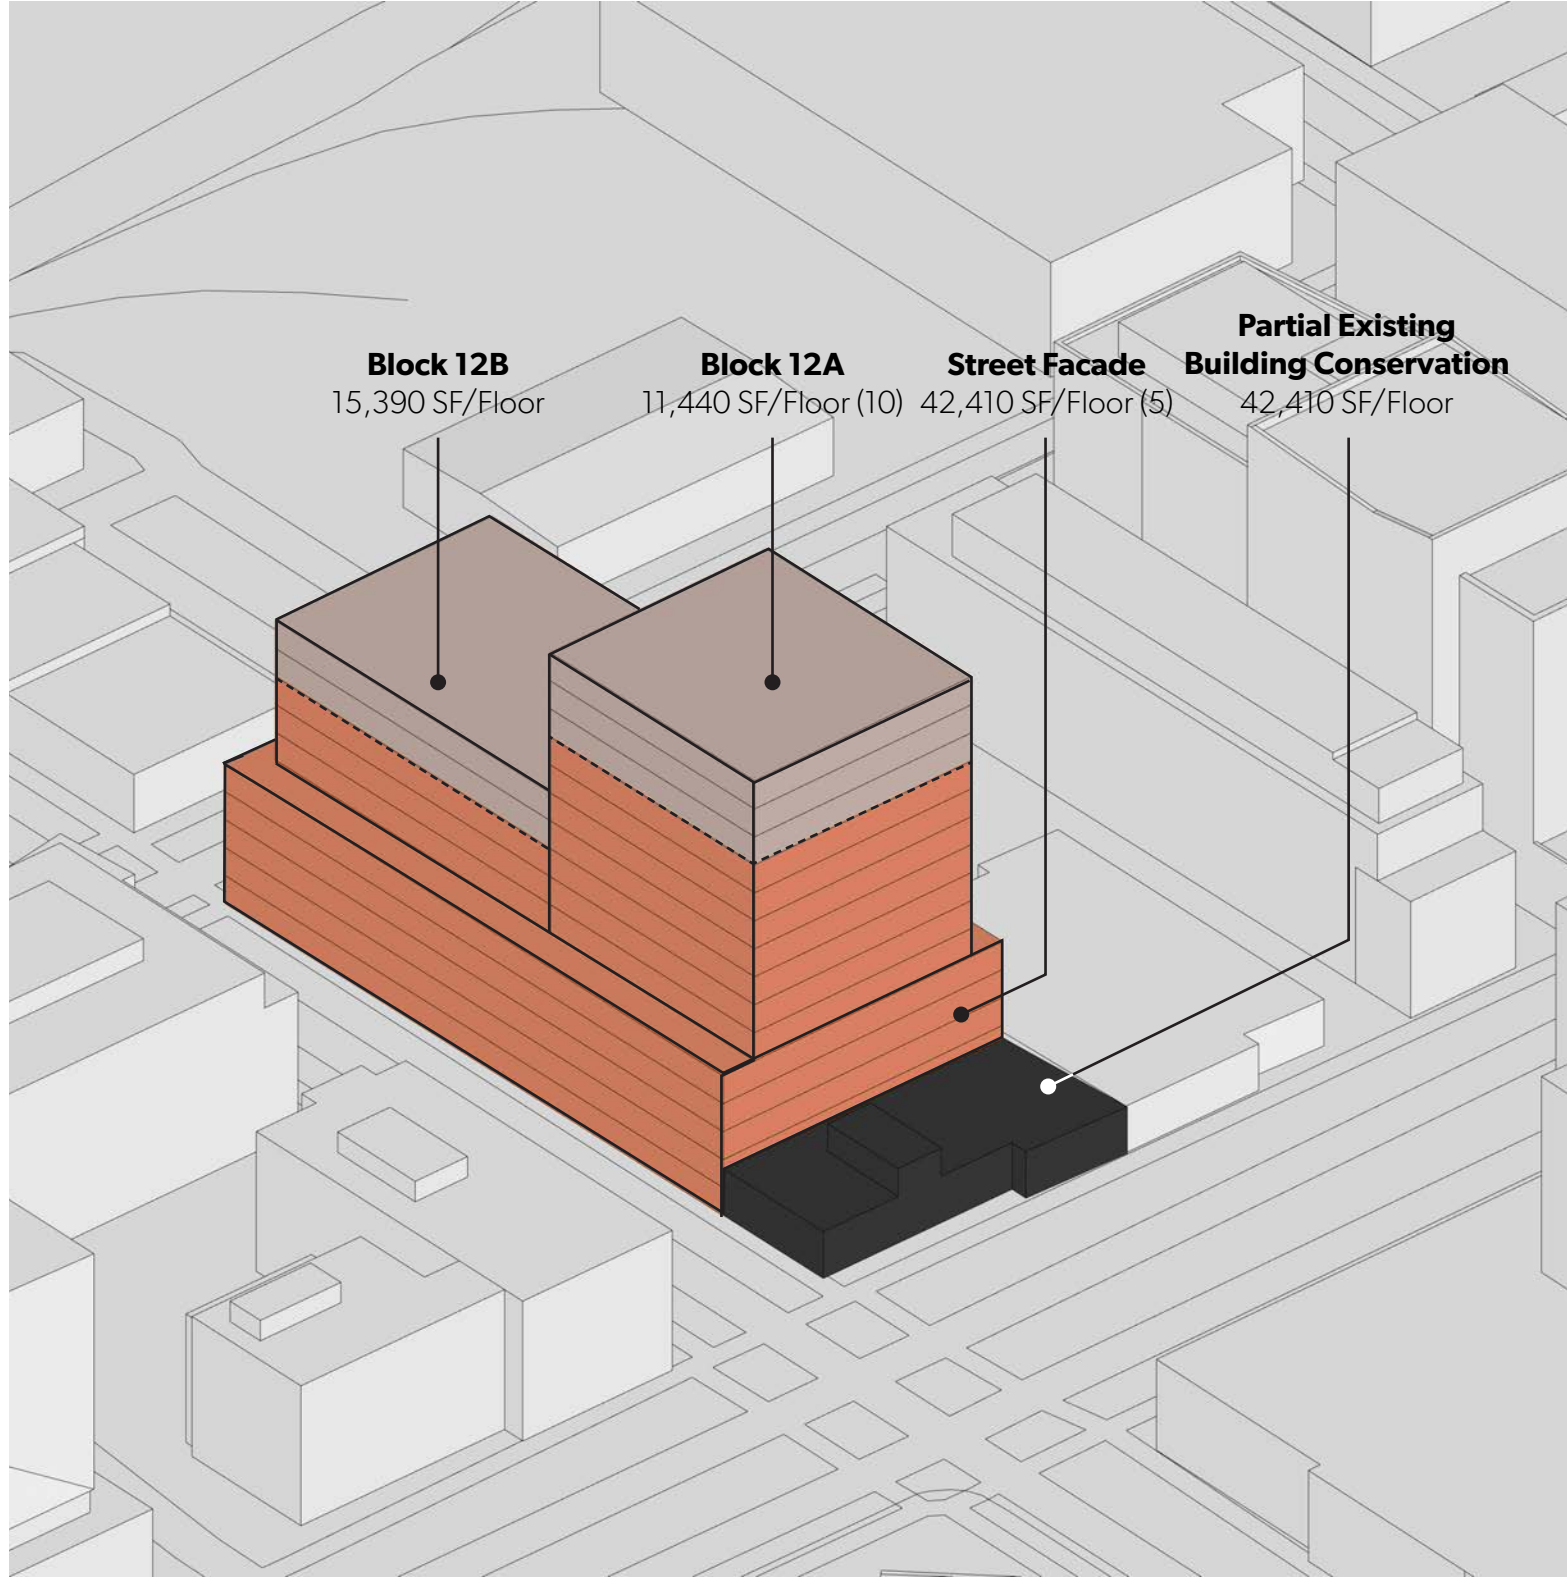 Block 12B
15,390 SF/Floor
Block 12A
11,440 SF/Floor (10)
Street Facade
42,410 SF/Floor (5)
Partial Existing
Building Conservation
42,410 SF/Floor